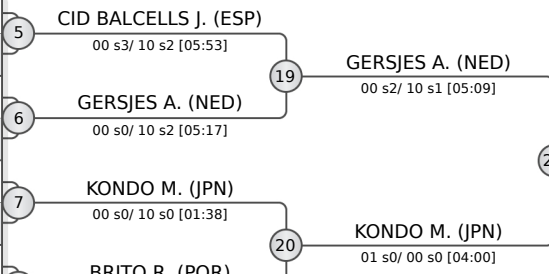 CID BALCELLS J. (ESP)
5
00 s3/ 10 s2 [05:53]
19
GERSJES A. (NED)
00 s2/ 10 s1 [05:09]
GERSJES A. (NED)
6
00 s0/ 10 s2 [05:17]
KONDO M. (JPN)
7
00 s0/ 10 s0 [01:38]
20
KONDO M. (JPN)
01 s0/ 00 s0 [04:00]
BRITO R. (POR)